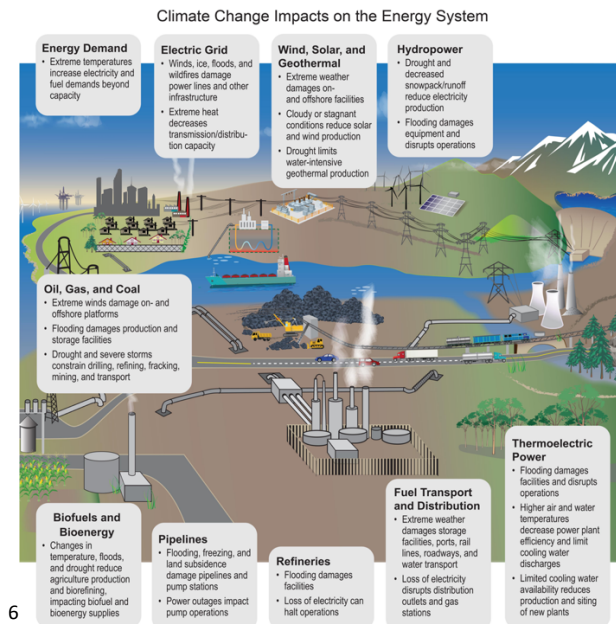 Climate Change Impacts on the Energy System
Energy Demand
• Extreme temperatures
increase electricity and
fuel demands beyond
capacity
Electric Grid
• Winds, ice, floods, and
wildfires damage
power lines and other
infrastructure
• Extreme heat
decreases
transmission/distribu-
tion capacity
Wind, Solar, and
Geothermal
• Extreme weather
damages on-
and offshore facilities
• Cloudy or stagnant
conditions reduce solar
and wind production
• Drought limits
water-intensive
geothermal production
Hydropower
• Drought and
decreased
snowpack/runoff
reduce electricity
production
• Flooding damages
equipment and
disrupts operations
Oil, Gas, and Coal
• Extreme winds damage on- and
offshore platforms
• Flooding damages production and
storage facilities
• Drought and severe storms
constrain drilling, refining, fracking,
mining, and transport
Biofuels and
Bioenergy
• Changes in
temperature, floods,
and drought reduce
agriculture production
and biorefining,
impacting biofuel and
bioenergy supplies
Pipelines
• Flooding, freezing, and
land subsidence
damage pipelines and
pump stations
• Power outages impact
pump operations
Refineries
• Flooding damages
facilities
• Loss of electricity can
halt operations
Fuel Transport
and Distribution
• Extreme weather
damages storage
facilities, ports, rail
lines, roadways, and
water transport
• Loss of electricity
disrupts distribution
outlets and gas
stations
Thermoelectric
Power
• Flooding damages
facilities and disrupts
operations
• Higher air and water
temperatures
decrease power plant
efficiency and limit
cooling water
discharges
• Limited cooling water
availability reduces
production and siting
of new plants
6